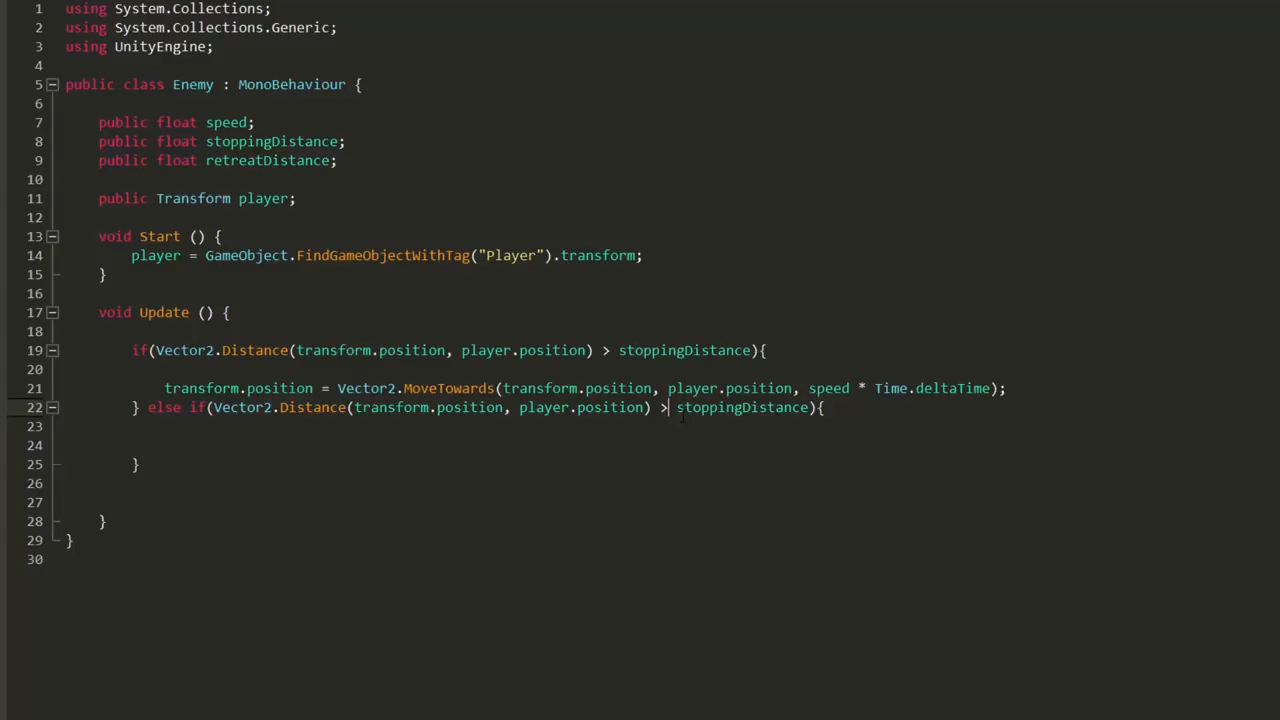 1 using System.Collections;
2 using System.Collections.Generic;
3 using UnityEngine;
4
5 public class Enemy : MonoBehaviour {
6
7 public float speed;
8 public float stoppingDistance;
9 public float retreatDistance;
10
11 public Transform player;
12
13 void Start () {
14 player = GameObject.FindGameObjectWithTag("Player").transform;
15 }
16
17 void Update () {
18
19 if(Vector2.Distance(transform.position, player.position) > stoppingDistance){
20
21 transform.position = Vector2.MoveTowards(transform.position, player.position, speed * Time.deltaTime);
22 } else if(Vector2.Distance(transform.position, player.position) > stoppingDistance){
23
24
25 }
26
27
28 }
29 }
30